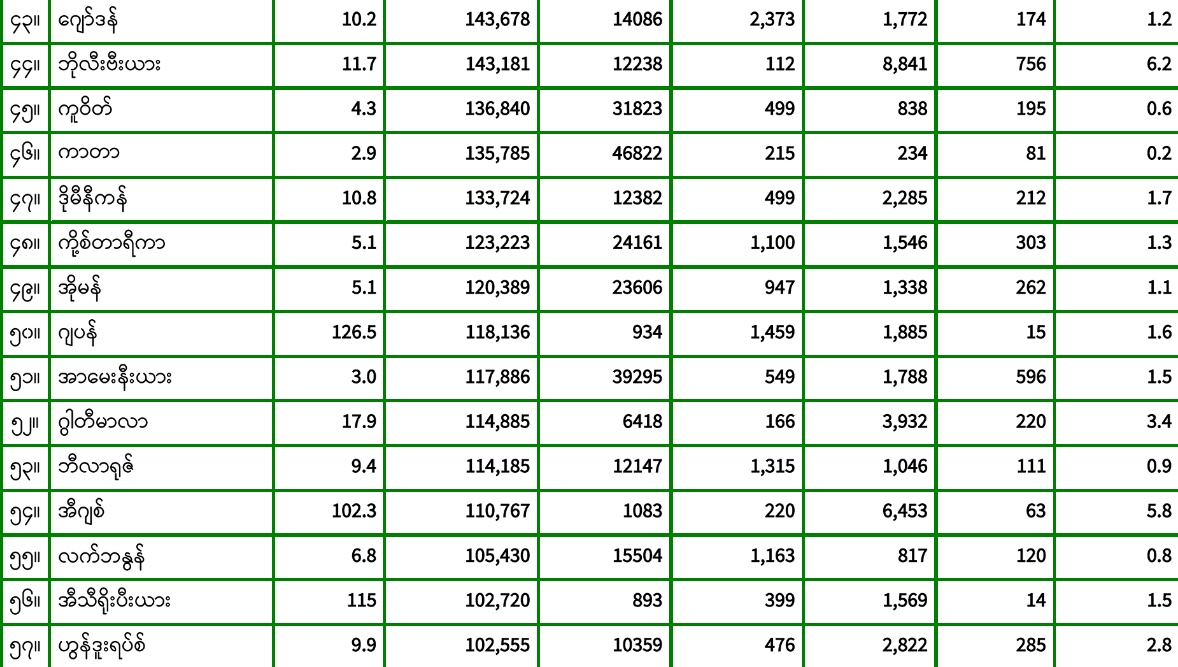 ၄၃။ ဂျော်ဒန် 10.2 143,678 14086 2,373 1,772 174 1.2
၄၄။ ဘိုလီးဗီးယား 11.7 143,181 12238 112 8,841 756 6.2
၄၅။ ကူဝိတ် 4.3 136,840 31823 499 838 195 0.6
၄၆။ ကာတာ 2.9 135,785 46822 215 234 81 0.2
၄၇။ ဒိုမီနီကန် 10.8 133,724 12382 499 2,285 212 1.7
၄၈။ ကို့စ်တာရီကာ 5.1 123,223 24161 1,100 1,546 303 1.3
၄၉။ အိုမန် 5.1 120,389 23606 947 1,338 262 1.1
၅၀။ ဂျပန် 126.5 118,136 934 1,459 1,885 15 1.6
၅၁။ အာမေးနီးယား 3.0 117,886 39295 549 1,788 596 1.5
၅၂။ ဂွါတီမာလာ 17.9 114,885 6418 166 3,932 220 3.4
၅၃။ ဘီလာရုဇ် 9.4 114,185 12147 1,315 1,046 111 0.9
၅၄။ အီဂျစ် 102.3 110,767 1083 220 6,453 63 5.8
၅၅။ လက်ဘနွန် 6.8 105,430 15504 1,163 817 120 0.8
၅၆။ အီသီရိုးပီးယား 115 102,720 893 399 1,569 14 1.5
၅၇။ ဟွန်ဒူးရပ်စ် 9.9 102,555 10359 476 2,822 285 2.8